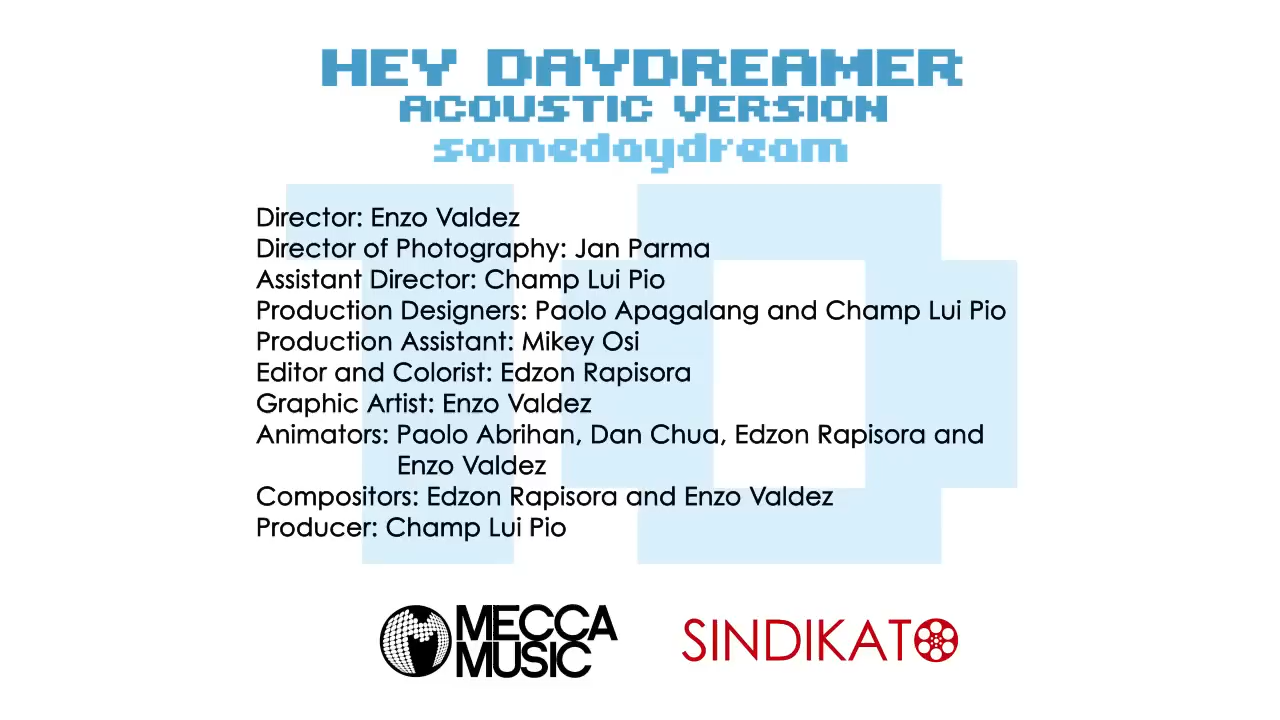 HEY DAYDREAMER
ACOUSTIC VERSION
somedaydream
Director: Enzo Valdez
Director of Photography: Jan Parma
Assistant Director: Champ Lui Pio
Production Designers: Paolo Apagalang and Champ Lui Pio
Production Assistant: Mikey Osi
Editor and Colorist: Edzon Rapisora
Graphic Artist: Enzo Valdez
Animators: Paolo Abrihan, Dan Chua, Edzon Rapisora and
Enzo Valdez
Compositors: Edzon Rapisora and Enzo Valdez
Producer: Champ Lui Pio
MECCA
MUSIC
SINDIKATO